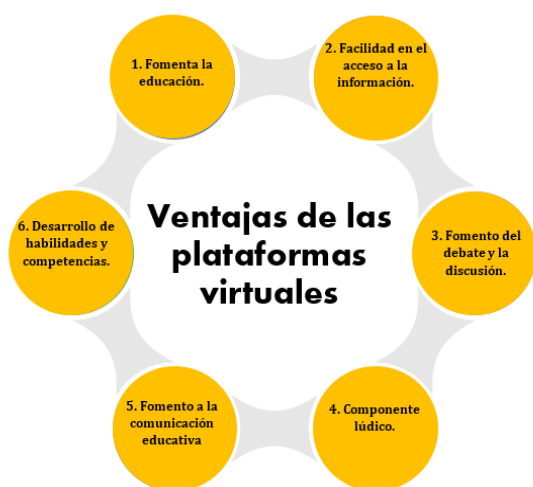 1. Fomenta la
educación.
2. Facilidad en el
acceso a la
información.
3. Fomento del
debate y la
discusión.
4. Componente
lúdico.
5. Fomento a la
comunicación
educativa
6. Desarrollo de
habilidades y
competencias.
Ventajas de las
plataformas
virtuales